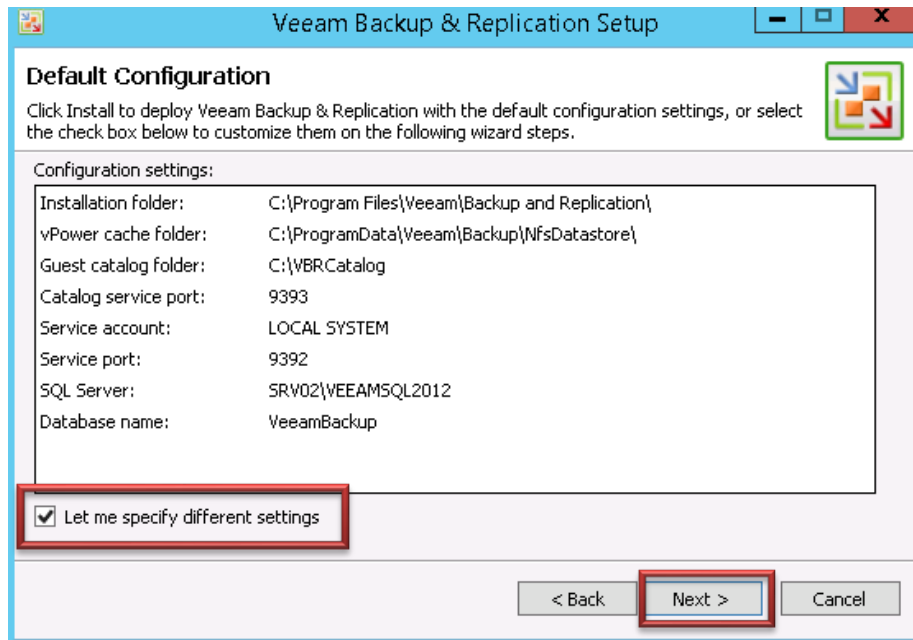 Veeam Backup & Replication Setup
Default Configuration
Click Install to deploy Veeam Backup & Replication with the default configuration settings, or select
the check box below to customize them on the following wizard steps.
Configuration settings:
Installation folder: C:\Program Files\Veeam\Backup and Replication\
vPower cache folder: C:\ProgramData\Veeam\Backup\NfsDatastore\
Guest catalog folder: C:\VBRCatalog
Catalog service port: 9393
Service account: LOCAL SYSTEM
Service port: 9392
SQL Server: SRV02\VEEAMSQL2012
Database name: VeeamBackup
Let me specify different settings
< Back Next > Cancel